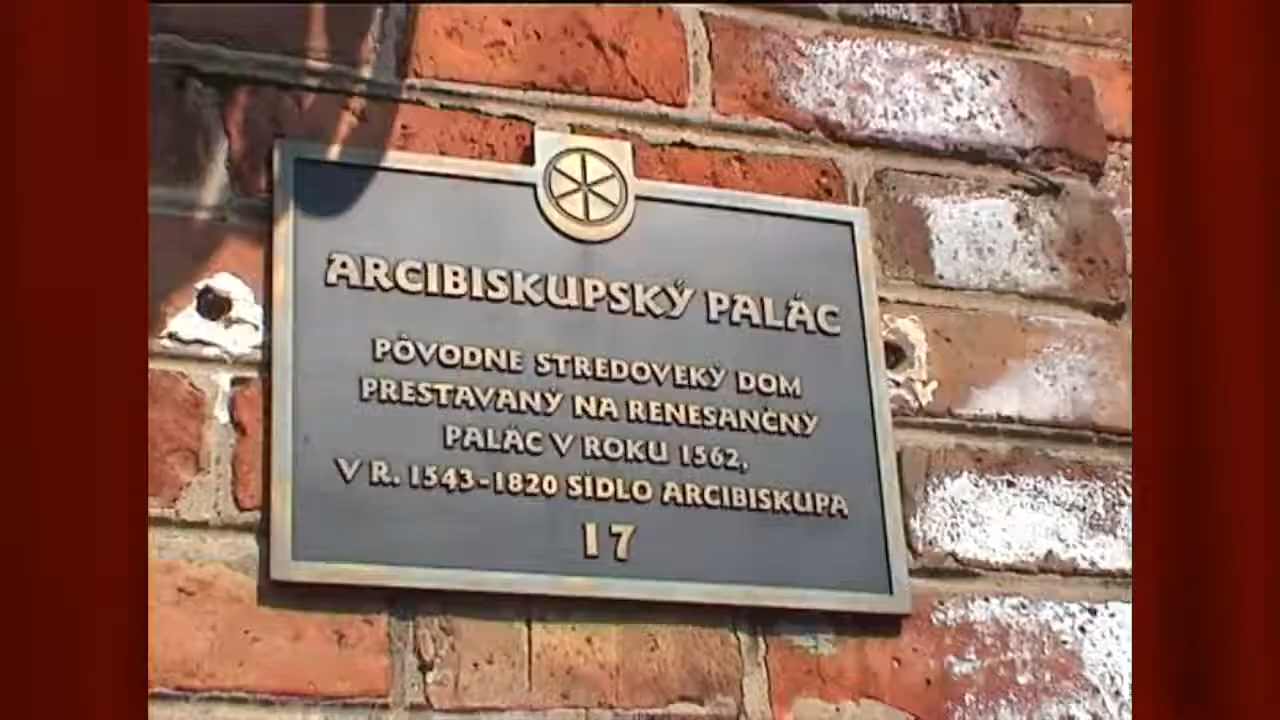 ARCIBISKUPSKÝ PALÁC
PÔVODNE STREDOVEKÝ DOM
PRESTAVANÝ NA RENESANČNÝ
PALÁC V ROKU 1562,
V R. 1543-1820 SÍDLO ARCIBISKUPA
17